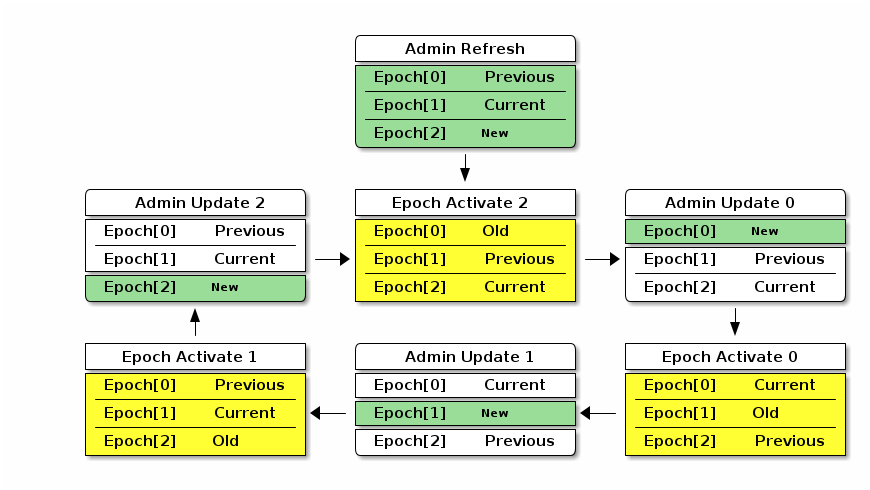 Admin Refresh
Epoch[0] Previous
Epoch[1] Current
Epoch[2] New
Admin Update 2
Epoch[0] Previous
Epoch[1] Current
Epoch[2] New
Epoch Activate 2
Epoch[0] Old
Epoch[1] Previous
Epoch[2] Current
Admin Update 0
Epoch[0] New
Epoch[1] Previous
Epoch[2] Current
Epoch Activate 1
Epoch[0] Previous
Epoch[1] Current
Epoch[2] Old
Admin Update 1
Epoch[0] Current
Epoch[1] New
Epoch[2] Previous
Epoch Activate 0
Epoch[0] Current
Epoch[1] Old
Epoch[2] Previous